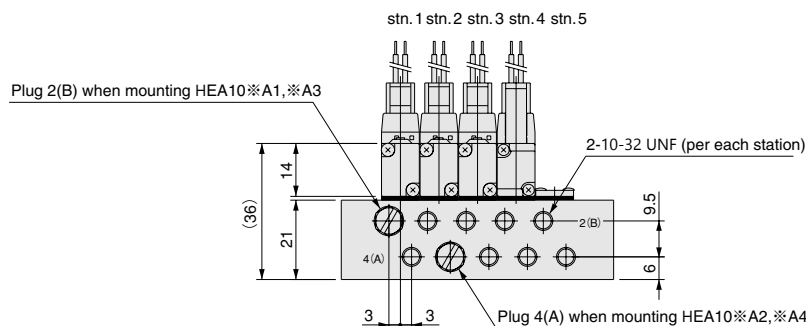 stn. 1 stn. 2 stn. 3 stn. 4 stn. 5
Plug 2(B) when mounting HEA10※A1,※A3
2-10-32 UNF (per each station)
14
(36)
21
9.5
2(B)
4(A)
6
3
3
Plug 4(A) when mounting HEA10※A2,※A4